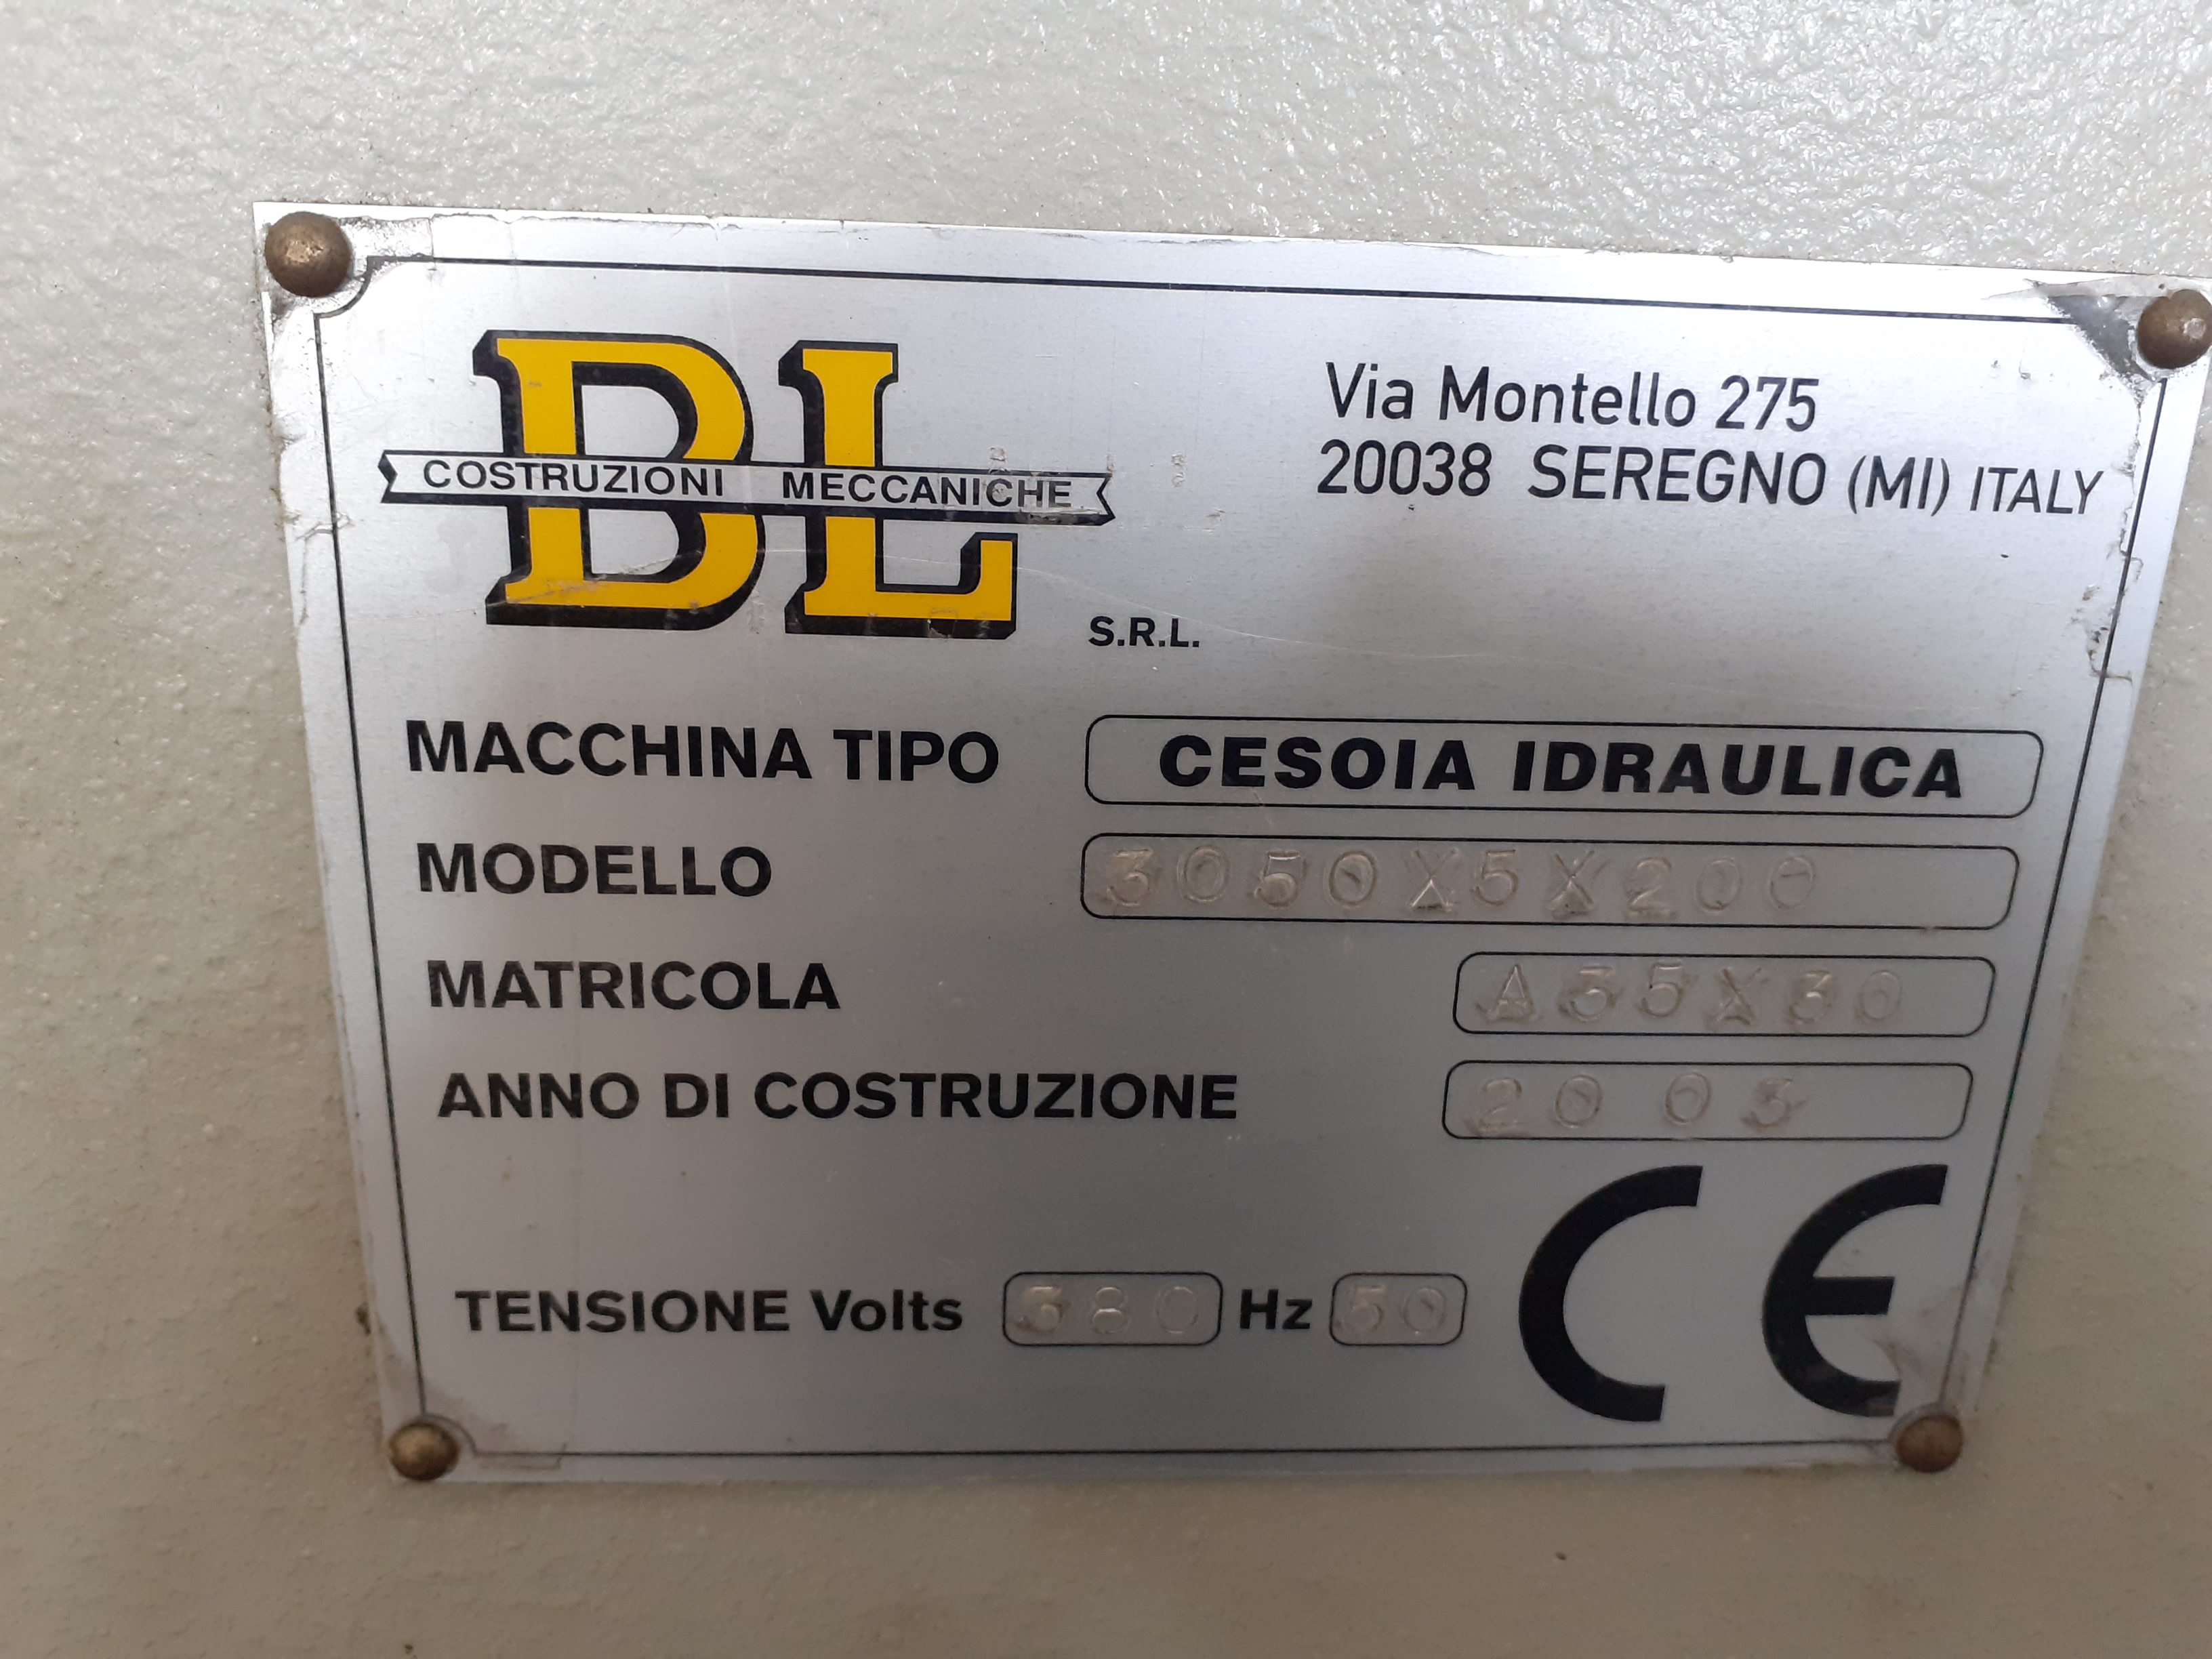 BL
COSTRUZIONI MECCANICHE
S.R.L.
Via Montello 275
20038 SEREGNO (MI) ITALY
MACCHINA TIPO CESOIA IDRAULICA
MODELLO 3050X5X200
MATRICOLA A35X30
ANNO DI COSTRUZIONE 2003
TENSIONE Volts 380 Hz 50
CE